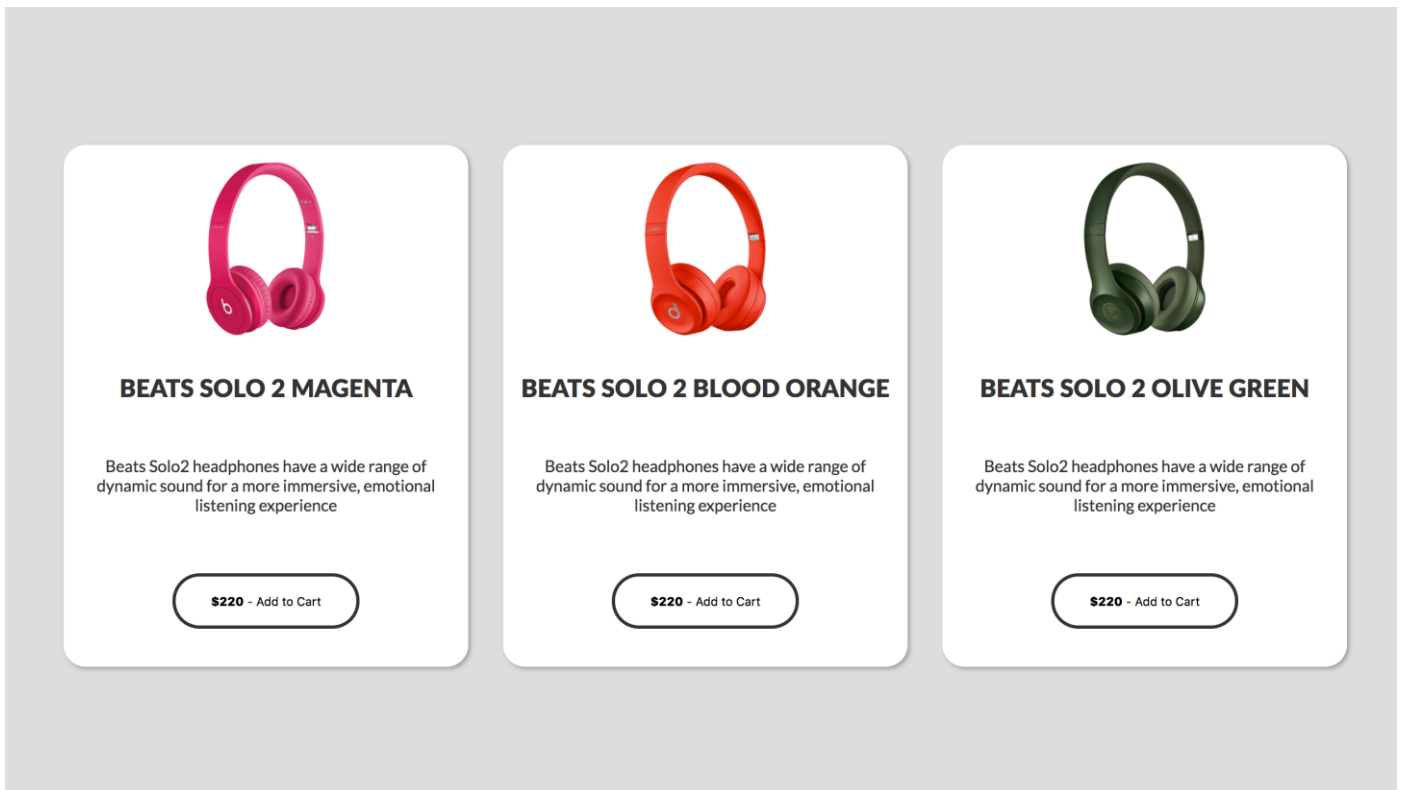 BEATS SOLO 2 MAGENTA
Beats Solo2 headphones have a wide range of
dynamic sound for a more immersive, emotional
listening experience
$220 - Add to Cart
BEATS SOLO 2 BLOOD ORANGE
Beats Solo2 headphones have a wide range of
dynamic sound for a more immersive, emotional
listening experience
$220 - Add to Cart
BEATS SOLO 2 OLIVE GREEN
Beats Solo2 headphones have a wide range of
dynamic sound for a more immersive, emotional
listening experience
$220 - Add to Cart